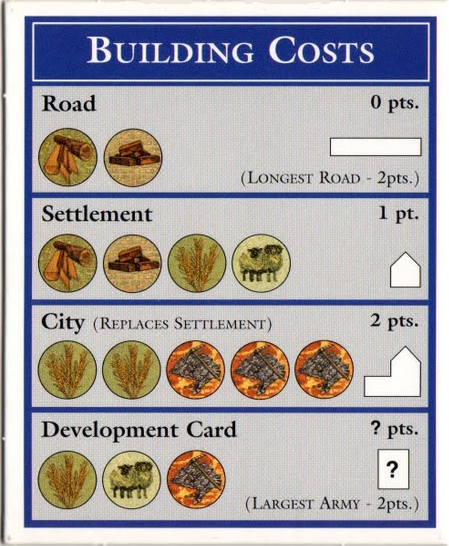 BUILDING COSTS
Road 0 pts.
(LONGEST ROAD - 2pts.)
Settlement 1 pt.
City (REPLACES SETTLEMENT) 2 pts.
Development Card ? pts.
?
(LARGEST ARMY - 2pts.)